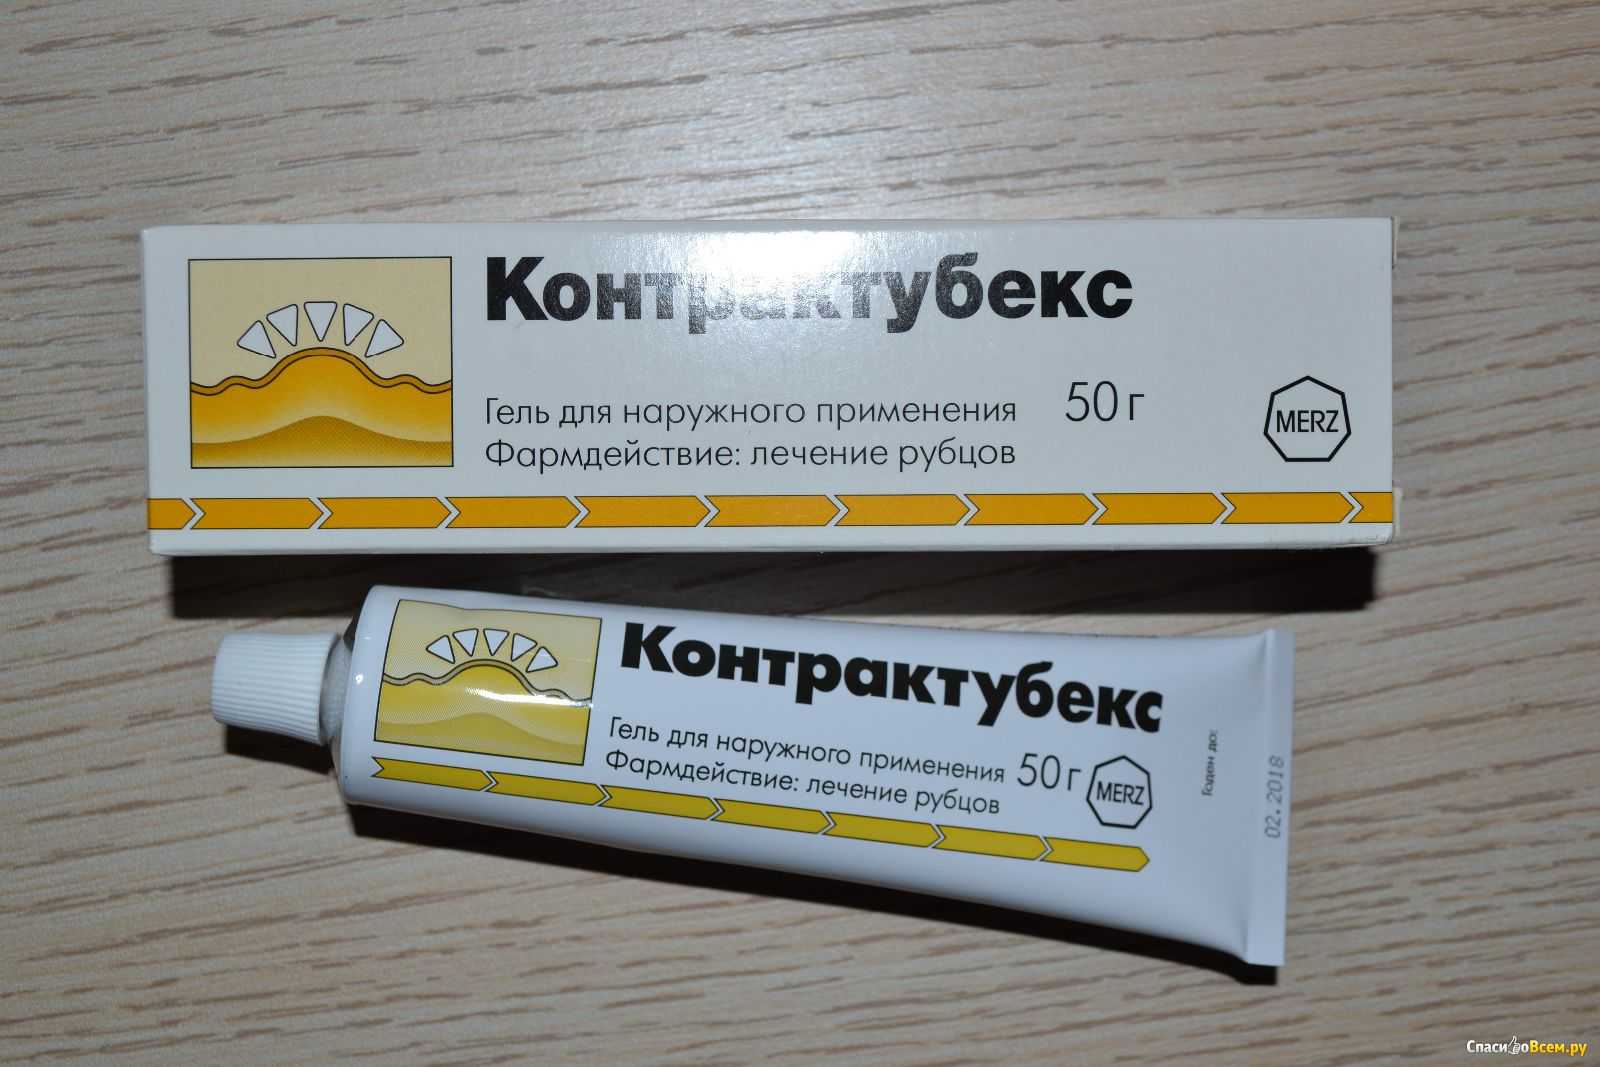 Контрактубекс
Гель для наружного применения
Фармдействие: лечение рубцов
50 г
MERZ
Контрактубекс
Гель для наружного применения
Фармдействие: лечение рубцов
50 г
MERZ
Годен до:
02.2018
СпасибоВсем.ру